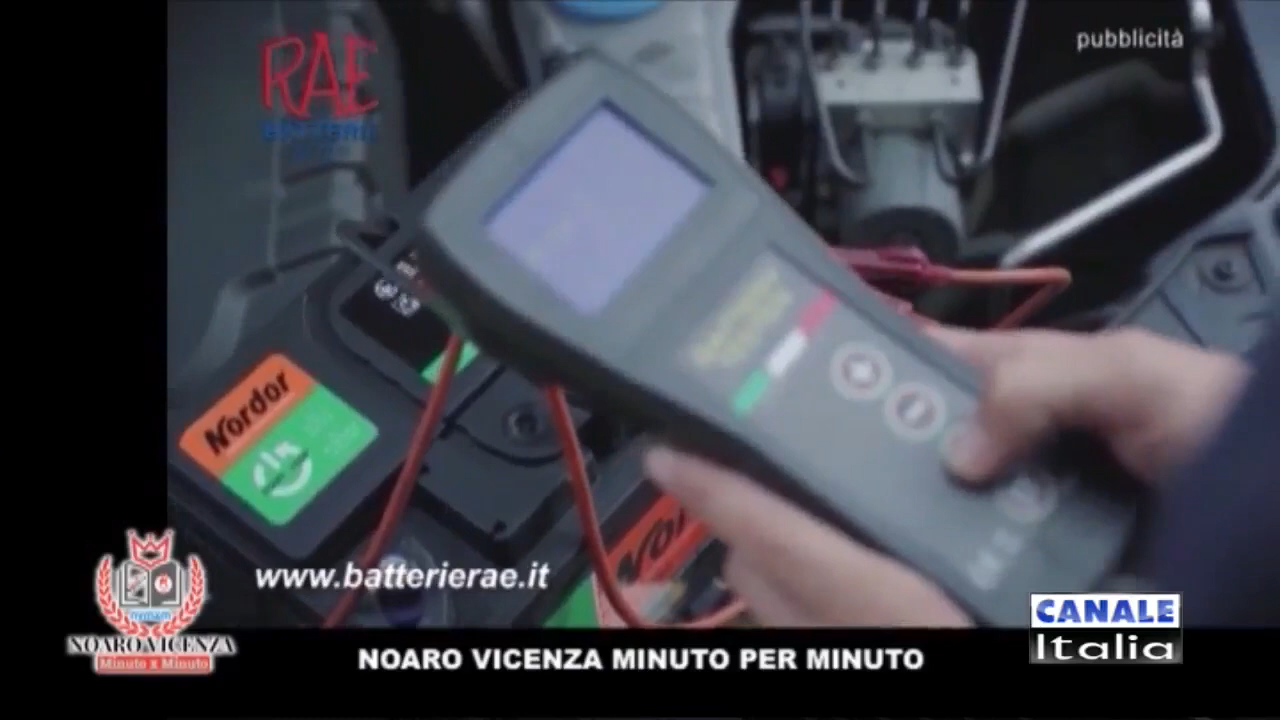 RAE
pubblicità
Nordor
www.batterierae.it
NOARO VICENZA
Minuto x Minuto
NOARO VICENZA MINUTO PER MINUTO
CANALE
Italia